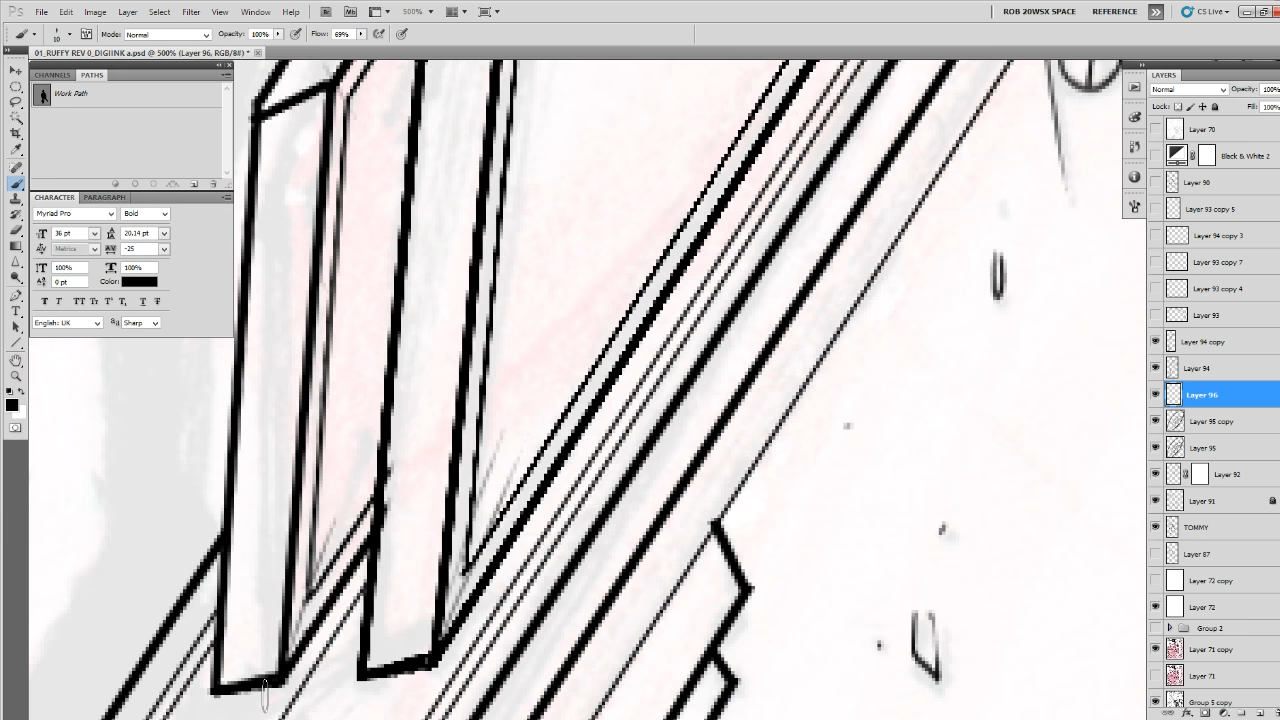 Ps File Edit Image Layer Select Filter View Window Help Br Mb 500% ROB 20WSX SPACE REFERENCE CS Live
10 Mode: Normal Opacity: 100% Flow: 69%
01_RUFFY REV 0_DIGIINK a.psd @ 500% (Layer 96, RGB/8#) *
CHANNELS PATHS
Work Path
CHARACTER PARAGRAPH
Myriad Pro Bold
36 pt 20.14 pt
Metrics -25
100% 100%
0 pt Color:
T T TT Tr T' T, T T
English: UK aa Sharp
LAYERS
Normal Opacity: 100%
Lock: Fill: 100%
Layer 70
Black & White 2
Layer 90
Layer 93 copy 5
Layer 94 copy 3
Layer 93 copy 7
Layer 93 copy 4
Layer 93
Layer 94 copy
Layer 94
Layer 96
Layer 95 copy
Layer 95
Layer 92
Layer 91
TOMMY
Layer 87
Layer 72 copy
Layer 72
Group 2
Layer 71 copy
Layer 71
Group 5 copy